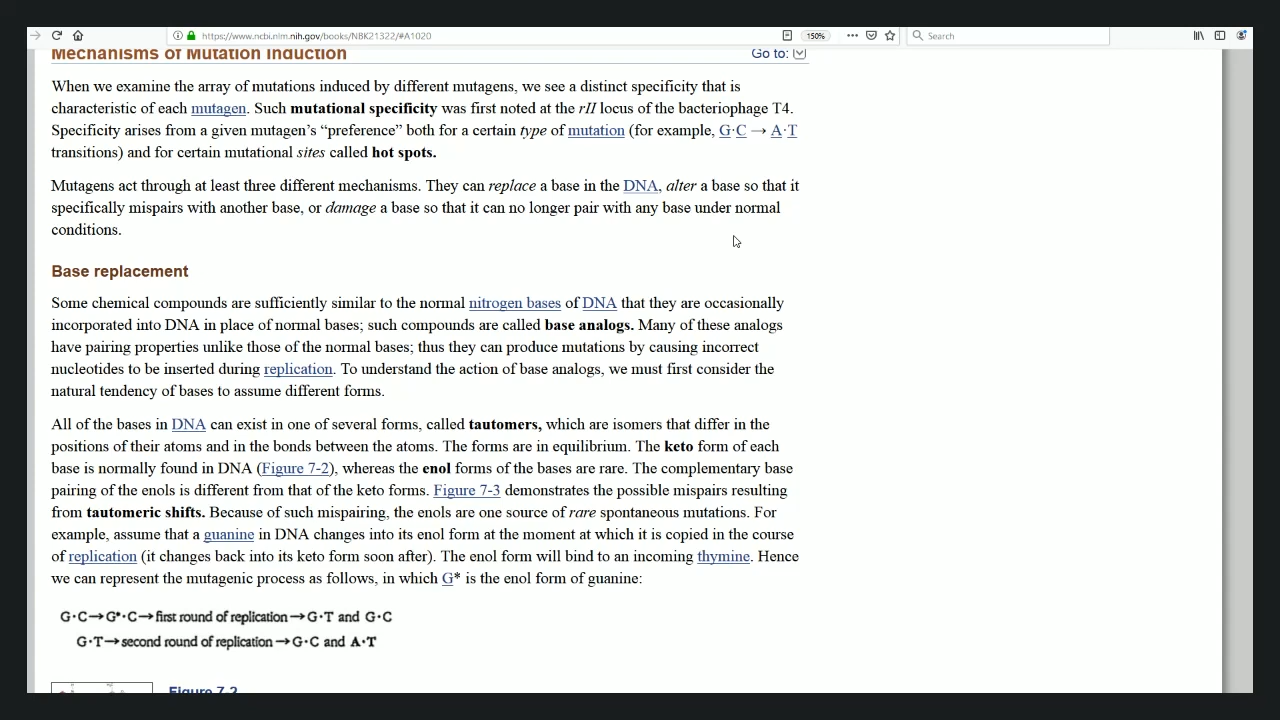 https://www.ncbi.nlm.nih.gov/books/NBK21322/#A1020
150%
Search
Mechanisms of Mutation Induction
Go to:
When we examine the array of mutations induced by different mutagens, we see a distinct specificity that is
characteristic of each mutagen. Such mutational specificity was first noted at the rII locus of the bacteriophage T4.
Specificity arises from a given mutagen's “preference” both for a certain type of mutation (for example, G·C → A·T
transitions) and for certain mutational sites called hot spots.
Mutagens act through at least three different mechanisms. They can replace a base in the DNA, alter a base so that it
specifically mispairs with another base, or damage a base so that it can no longer pair with any base under normal
conditions.
Base replacement
Some chemical compounds are sufficiently similar to the normal nitrogen bases of DNA that they are occasionally
incorporated into DNA in place of normal bases; such compounds are called base analogs. Many of these analogs
have pairing properties unlike those of the normal bases; thus they can produce mutations by causing incorrect
nucleotides to be inserted during replication. To understand the action of base analogs, we must first consider the
natural tendency of bases to assume different forms.
All of the bases in DNA can exist in one of several forms, called tautomers, which are isomers that differ in the
positions of their atoms and in the bonds between the atoms. The forms are in equilibrium. The keto form of each
base is normally found in DNA (Figure 7-2), whereas the enol forms of the bases are rare. The complementary base
pairing of the enols is different from that of the keto forms. Figure 7-3 demonstrates the possible mispairs resulting
from tautomeric shifts. Because of such mispairing, the enols are one source of rare spontaneous mutations. For
example, assume that a guanine in DNA changes into its enol form at the moment at which it is copied in the course
of replication (it changes back into its keto form soon after). The enol form will bind to an incoming thymine. Hence
we can represent the mutagenic process as follows, in which G* is the enol form of guanine:
G·C→G*·C→first round of replication→G·T and G·C
G·T→second round of replication→G·C and A·T
Figure 7-2